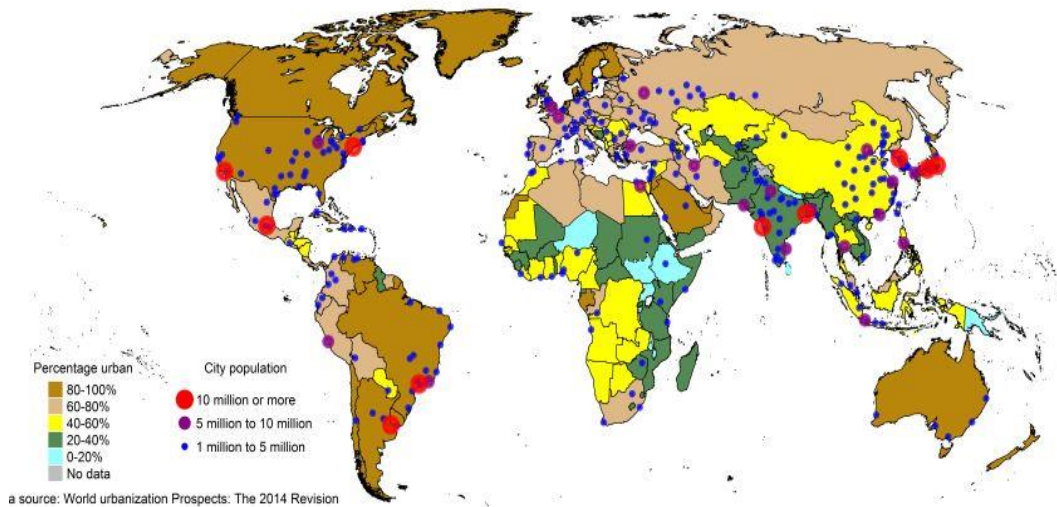 Percentage urban
80-100%
60-80%
40-60%
20-40%
0-20%
No data
City population
10 million or more
5 million to 10 million
1 million to 5 million
a source: World urbanization Prospects: The 2014 Revision